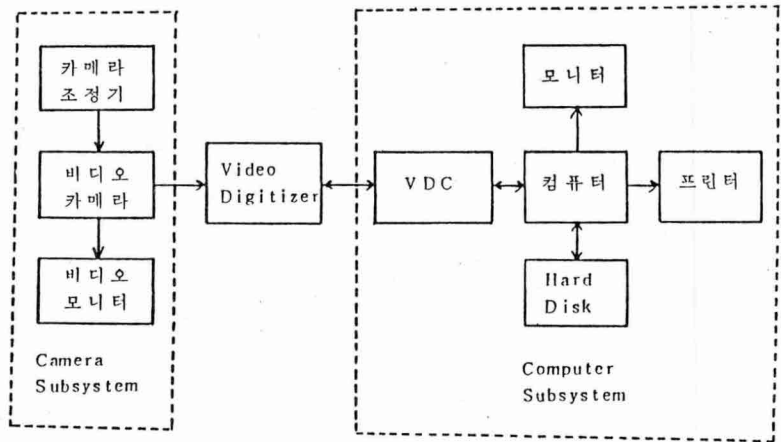 카메라
조정기
비디오
카메라
비디오
모니터
Camera
Subsystem
Video
Digitizer
VDC
모니터
컴퓨터
프린터
Hard
Disk
Computer
Subsystem